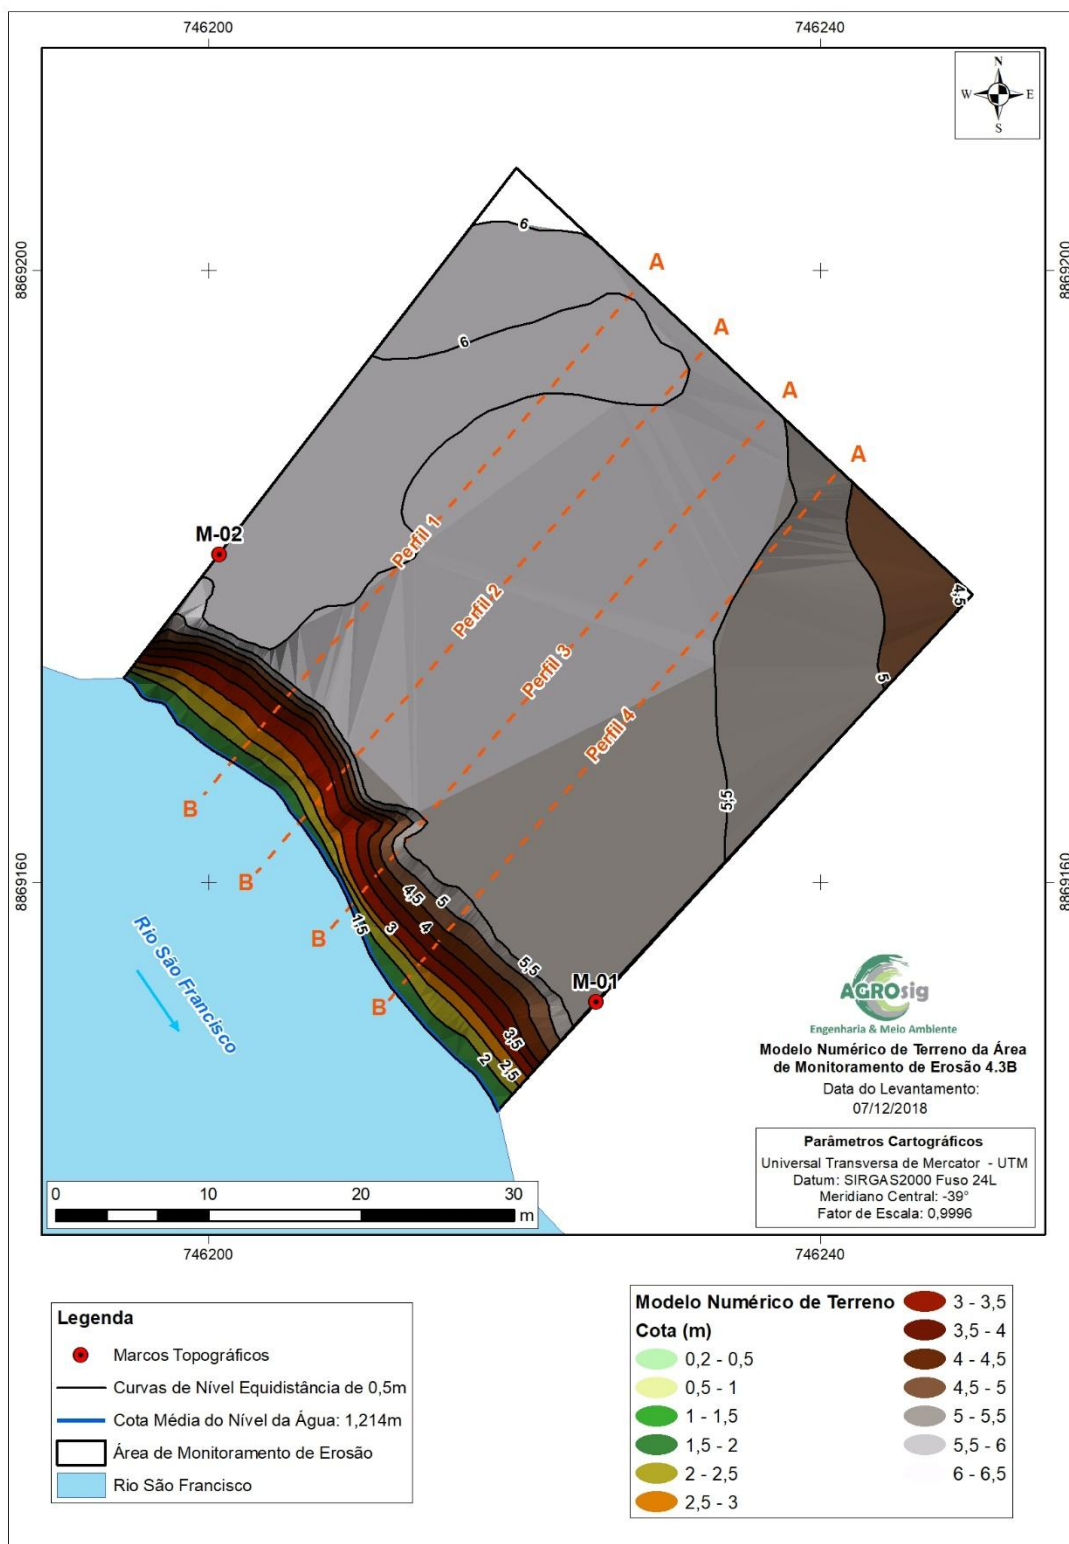 746200
746240
N
W
E
S
8869200
8869200
6
A
6
A
A
A
M-02
Perfil 1
Perfil 2
Perfil 3
Perfil 4
4,5
5
5,5
B
B
B
B
4,5
5
1,5
3
4
5,5
M-01
3,5
2
2,5
8869160
8869160
Rio São Francisco
AGROsig
Engenharia & Meio Ambiente
Modelo Numérico de Terreno da Área
de Monitoramento de Erosão 4.3B
Data do Levantamento:
07/12/2018
Parâmetros Cartográficos
Universal Transversa de Mercator - UTM
Datum: SIRGAS2000 Fuso 24L
Meridiano Central: -39°
Fator de Escala: 0,9996
0
10
20
30
m
746200
746240
Legenda
Marcos Topográficos
Curvas de Nível Equidistância de 0,5m
Cota Média do Nível da Água: 1,214m
Área de Monitoramento de Erosão
Rio São Francisco
Modelo Numérico de Terreno
Cota (m)
0,2 - 0,5
0,5 - 1
1 - 1,5
1,5 - 2
2 - 2,5
2,5 - 3
3 - 3,5
3,5 - 4
4 - 4,5
4,5 - 5
5 - 5,5
5,5 - 6
6 - 6,5